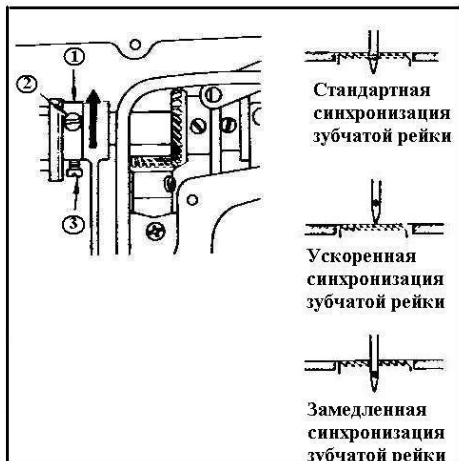 ①
②
③
Стандартная
синхронизация
зубчатой рейки
Ускоренная
синхронизация
зубчатой рейки
Замедленная
синхронизация
зубчатой рейки